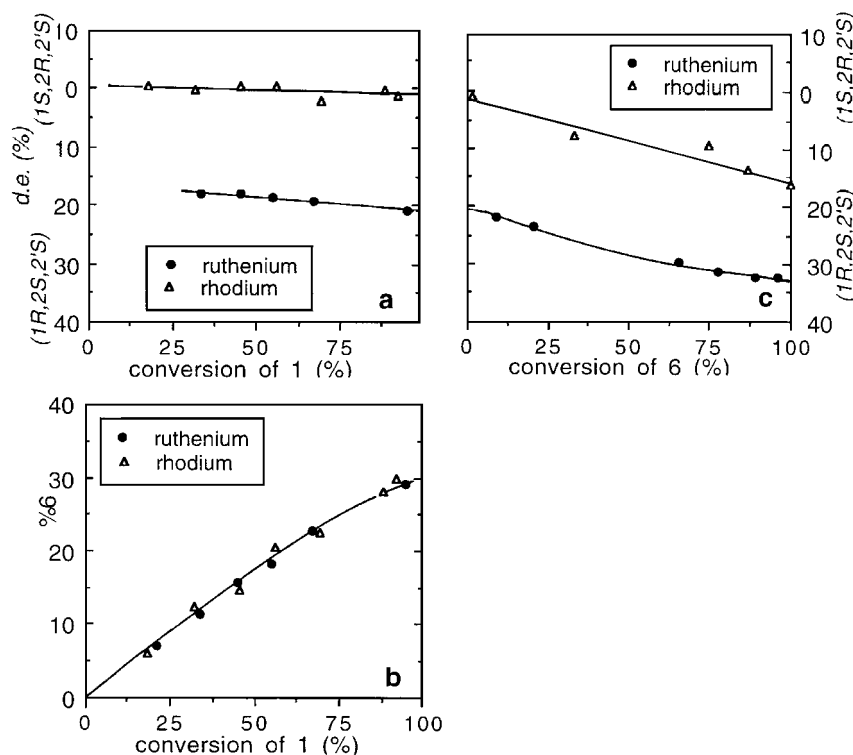 10
0
10
20
30
40
d.e. (%)
(1S,2R,2'S)
(1R,2S,2'S)
ruthenium
rhodium
a
0
25
50
75
conversion of 1 (%)
ruthenium
rhodium
c
10
0
10
20
30
40
(1S,2R,2'S)
(1R,2S,2'S)
0
25
50
75
100
conversion of 6 (%)
40
30
20
10
0
%6
ruthenium
rhodium
b
0
25
50
75
100
conversion of 1 (%)